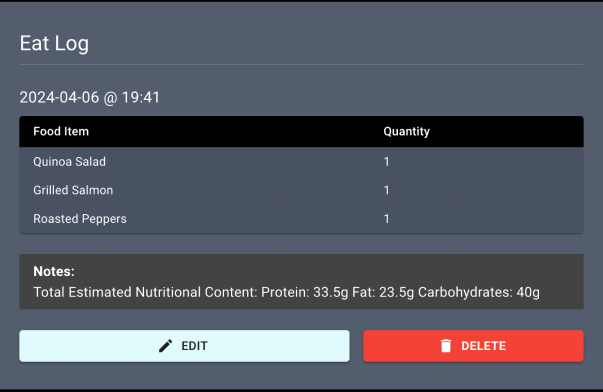 Eat Log
2024-04-06 @ 19:41
Food Item Quantity
Quinoa Salad 1
Grilled Salmon 1
Roasted Peppers 1
Notes:
Total Estimated Nutritional Content: Protein: 33.5g Fat: 23.5g Carbohydrates: 40g
EDIT DELETE